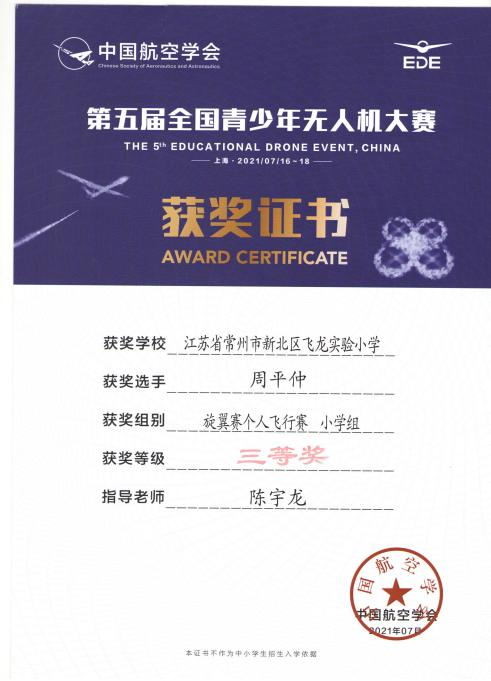 中国航空学会
Chinese Society of Aeronautics and Astronautics
EDE
第五届全国青少年无人机大赛
THE 5th EDUCATIONAL DRONE EVENT, CHINA
上海·2021/07/16~18
获奖证书
AWARD CERTIFICATE
获奖学校 江苏省常州市新北区飞龙实验小学
获奖选手 周平仲
获奖组别 旋翼赛个人飞行赛 小学组
获奖等级 三等奖
指导老师 陈宇龙
中国航空学会
中国航空学会
2021年07月
本证书不作为中小学生招生入学依据